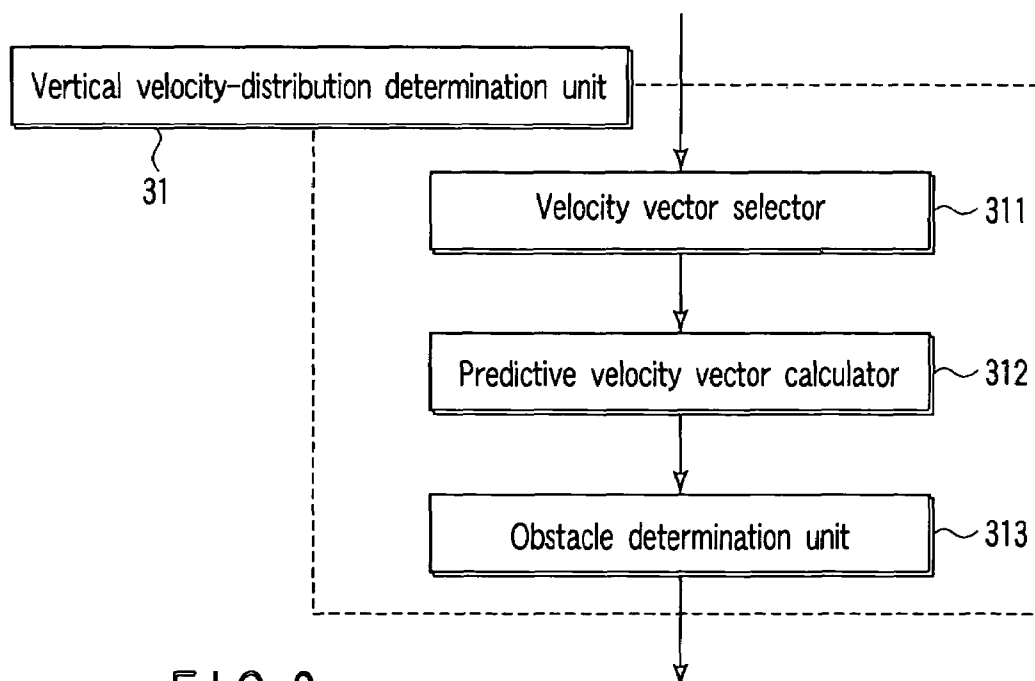 Vertical velocity-distribution determination unit
31
Velocity vector selector
311
Predictive velocity vector calculator
312
Obstacle determination unit
313